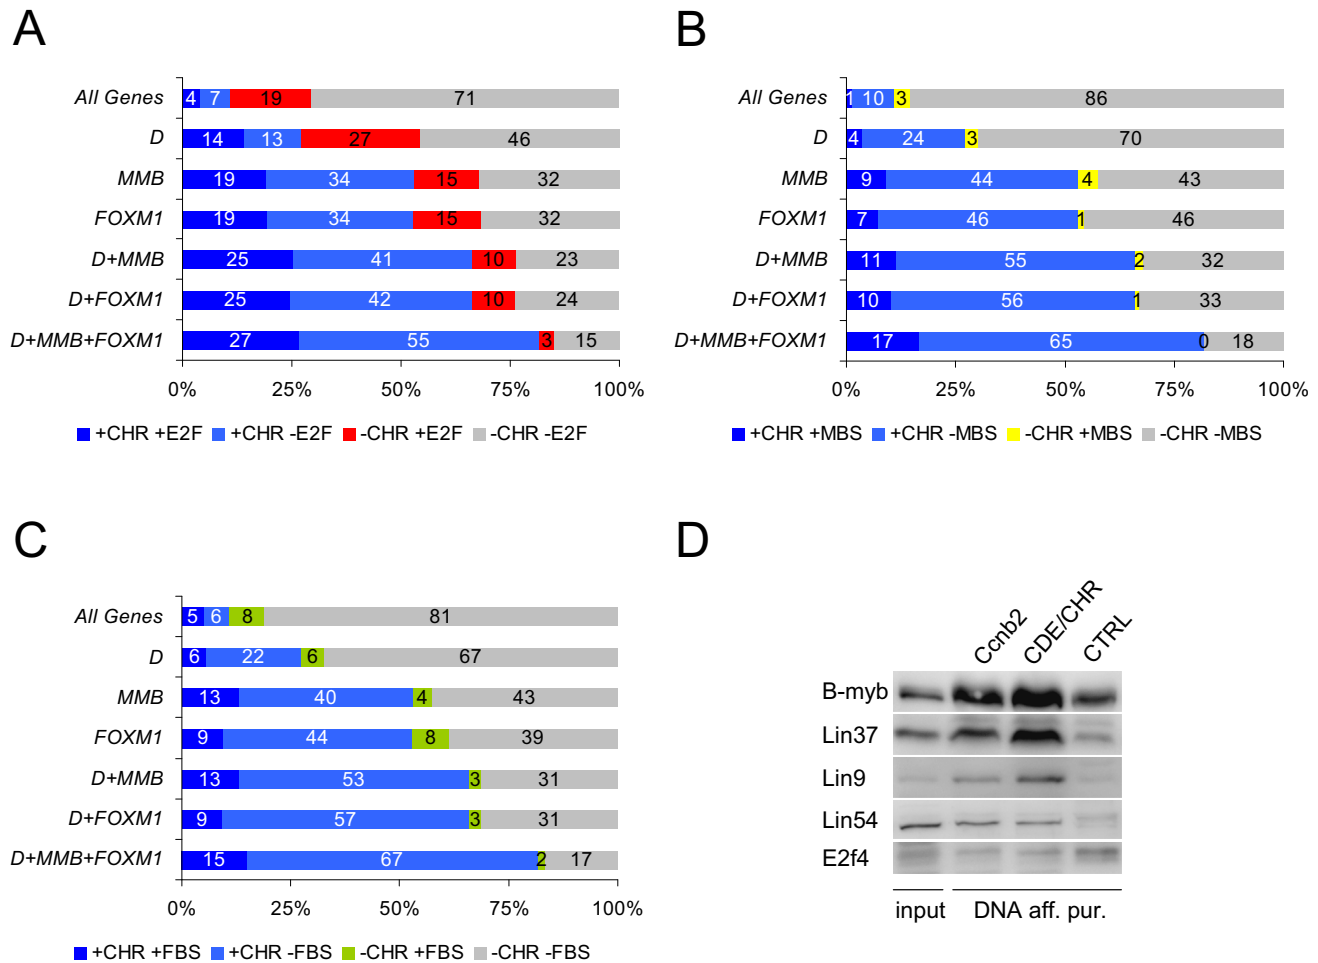 A
All Genes 4 7 19 71
D 14 13 27 46
MMB 19 34 15 32
FOXM1 19 34 15 32
D+MMB 25 41 10 23
D+FOXM1 25 42 10 24
D+MMB+FOXM1 27 55 3 15
0% 25% 50% 75% 100%
+CHR +E2F +CHR -E2F -CHR +E2F -CHR -E2F
B
All Genes 1 10 3 86
D 4 24 3 70
MMB 9 44 4 43
FOXM1 7 46 1 46
D+MMB 11 55 2 32
D+FOXM1 10 56 1 33
D+MMB+FOXM1 17 65 0 18
0% 25% 50% 75% 100%
+CHR +MBS +CHR -MBS -CHR +MBS -CHR -MBS
C
All Genes 5 6 8 81
D 6 22 6 67
MMB 13 40 4 43
FOXM1 9 44 8 39
D+MMB 13 53 3 31
D+FOXM1 9 57 3 31
D+MMB+FOXM1 15 67 2 17
0% 25% 50% 75% 100%
+CHR +FBS +CHR -FBS -CHR +FBS -CHR -FBS
D
Ccnb2 CDE/CHR CTRL
B-myb
Lin37
Lin9
Lin54
E2f4
input DNA aff. pur.